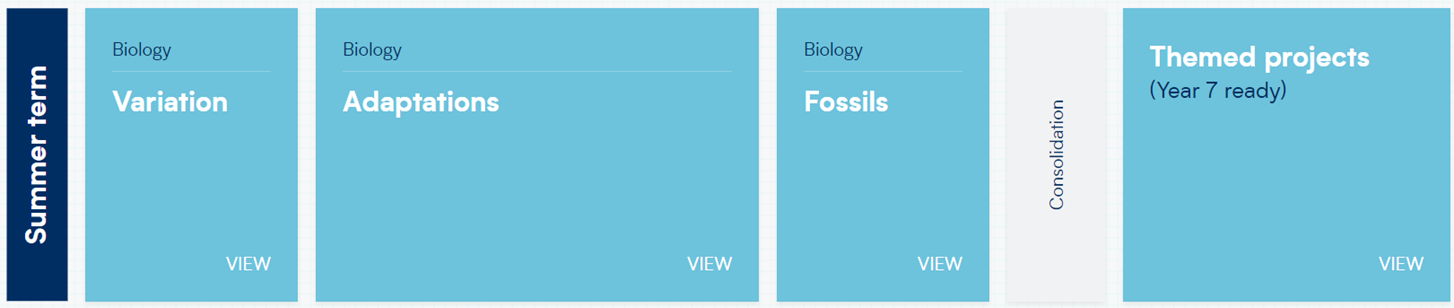 Summer term
Biology
Variation
VIEW
Biology
Adaptations
VIEW
Biology
Fossils
VIEW
Consolidation
Themed projects
(Year 7 ready)
VIEW